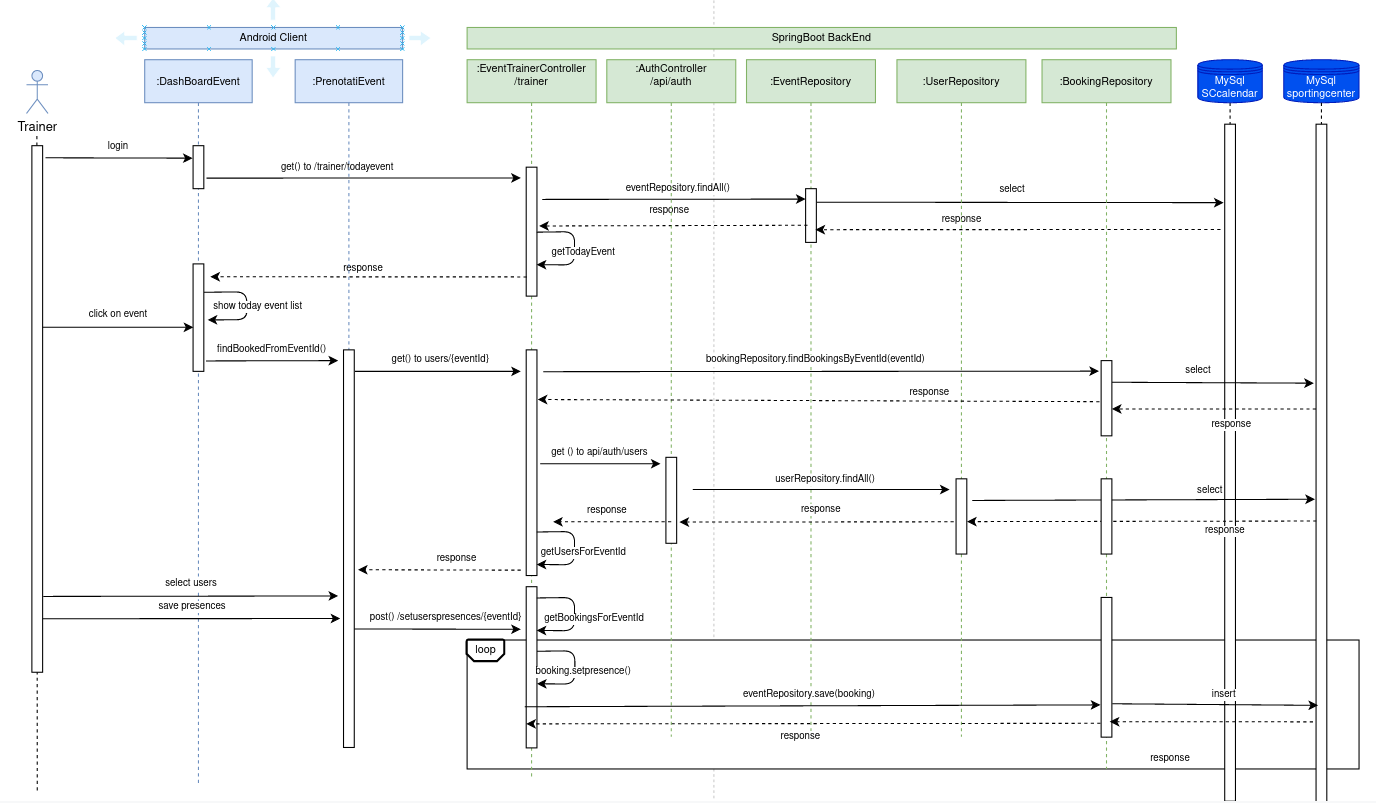 Android Client
SpringBoot BackEnd
:DashBoardEvent
:PrenotatiEvent
:EventTrainerController
/trainer
:AuthController
/api/auth
:EventRepository
:UserRepository
:BookingRepository
MySql
SCcalendar
MySql
sportingcenter
Trainer
login
get() to /trainer/todayevent
eventRepository.findAll()
select
response
response
getTodayEvent
response
show today event list
click on event
findBookedFromEventId()
get() to users/{eventId}
bookingRepository.findBookingsByEventId(eventId)
select
response
response
get () to api/auth/users
userRepository.findAll()
select
response
response
response
getUsersForEventId
response
select users
save presences
post() /setuserspresences/{eventId}
getBookingsForEventId
loop
booking.setpresence()
eventRepository.save(booking)
insert
response
response